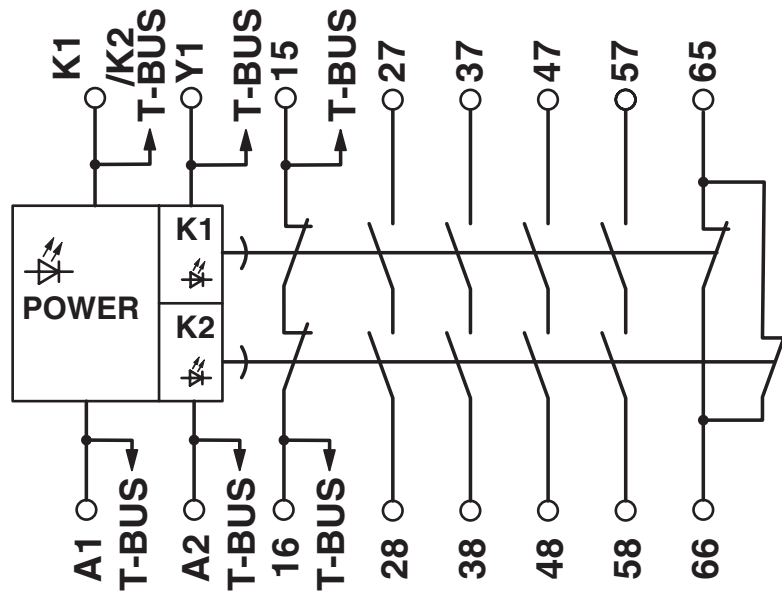 K1
/K2
T-BUS
Y1
T-BUS
15
T-BUS
27
37
47
57
65
K1
POWER
K2
A1
T-BUS
A2
T-BUS
16
T-BUS
28
38
48
58
66